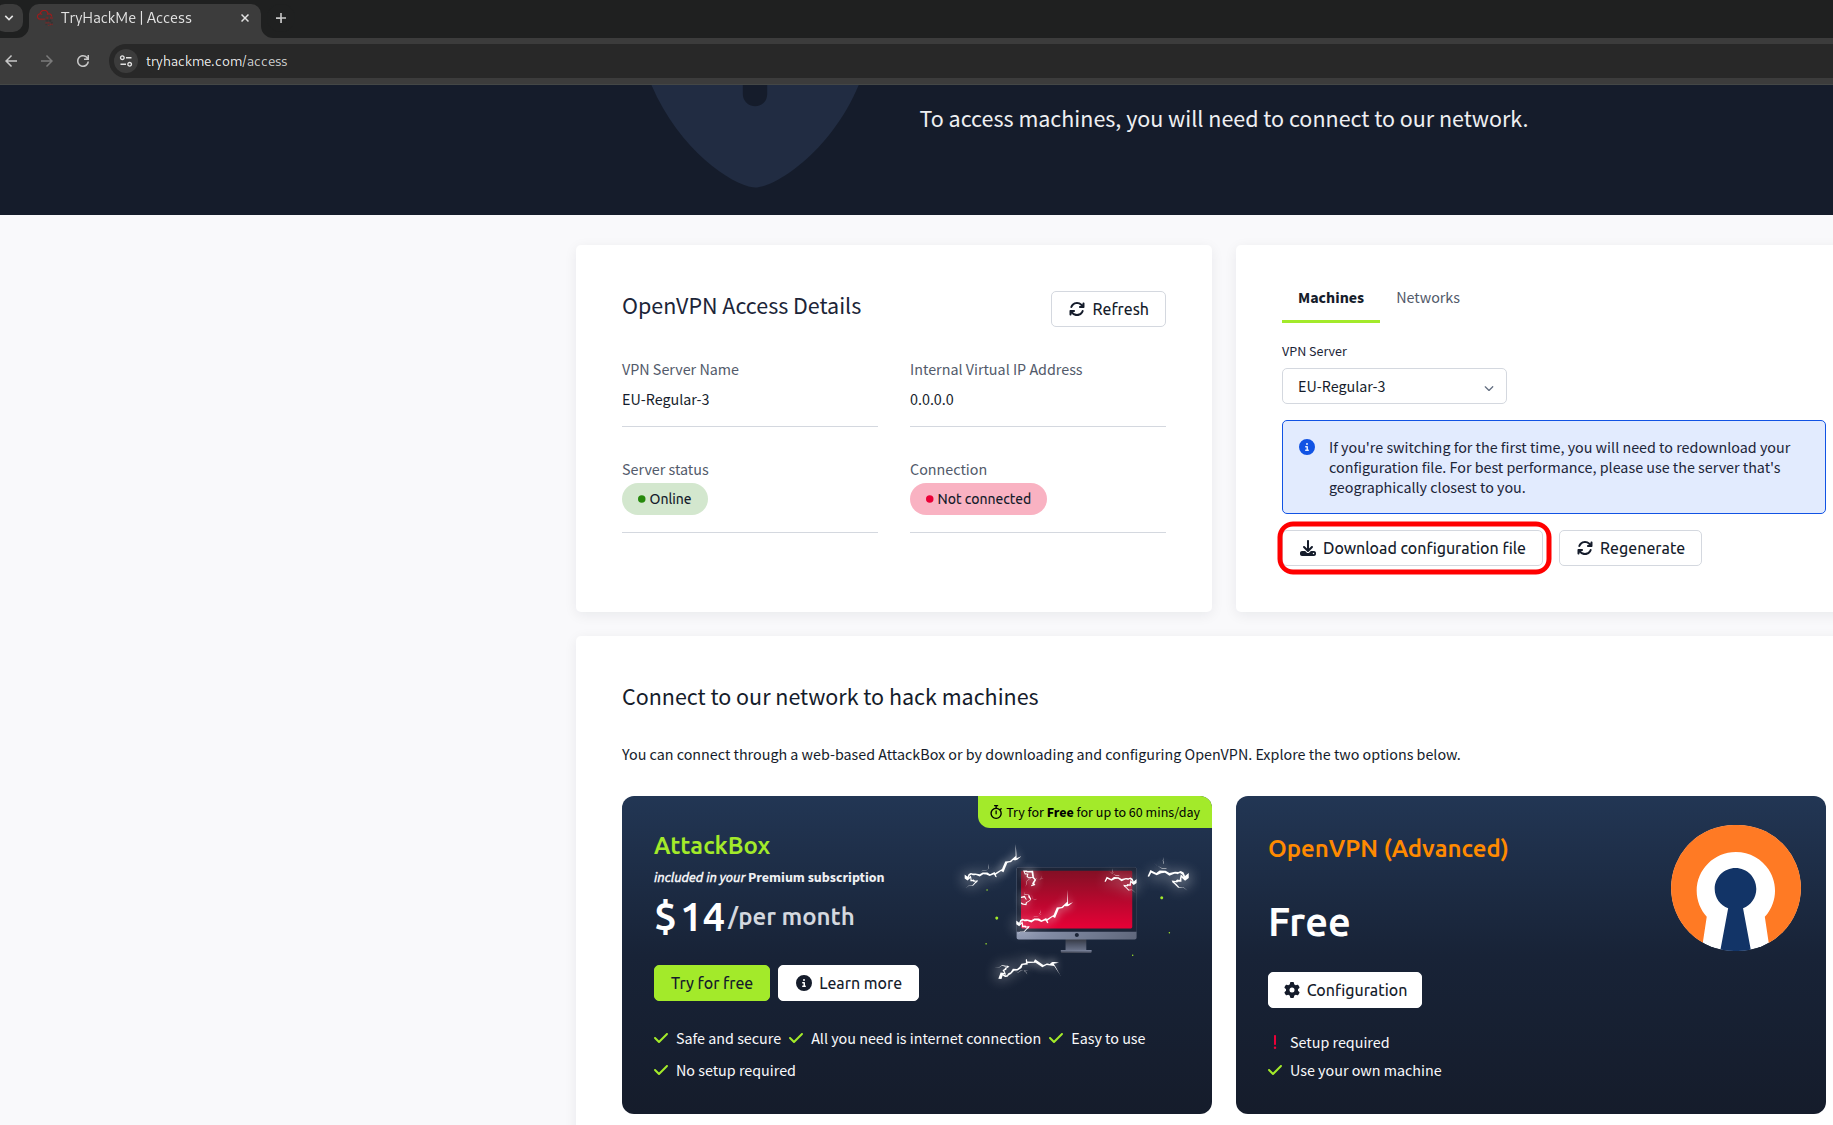 TryHackMe | Access
tryhackme.com/access
To access machines, you will need to connect to our network.
OpenVPN Access Details
Refresh
VPN Server Name
Internal Virtual IP Address
EU-Regular-3
0.0.0.0
Server status
Connection
Online
Not connected
Machines
Networks
VPN Server
EU-Regular-3
If you're switching for the first time, you will need to redownload your
configuration file. For best performance, please use the server that's
geographically closest to you.
Download configuration file
Regenerate
Connect to our network to hack machines
You can connect through a web-based AttackBox or by downloading and configuring OpenVPN. Explore the two options below.
Try for Free for up to 60 mins/day
AttackBox
included in your Premium subscription
$14/per month
Try for free
Learn more
Safe and secure
All you need is internet connection
Easy to use
No setup required
OpenVPN (Advanced)
Free
Configuration
Setup required
Use your own machine